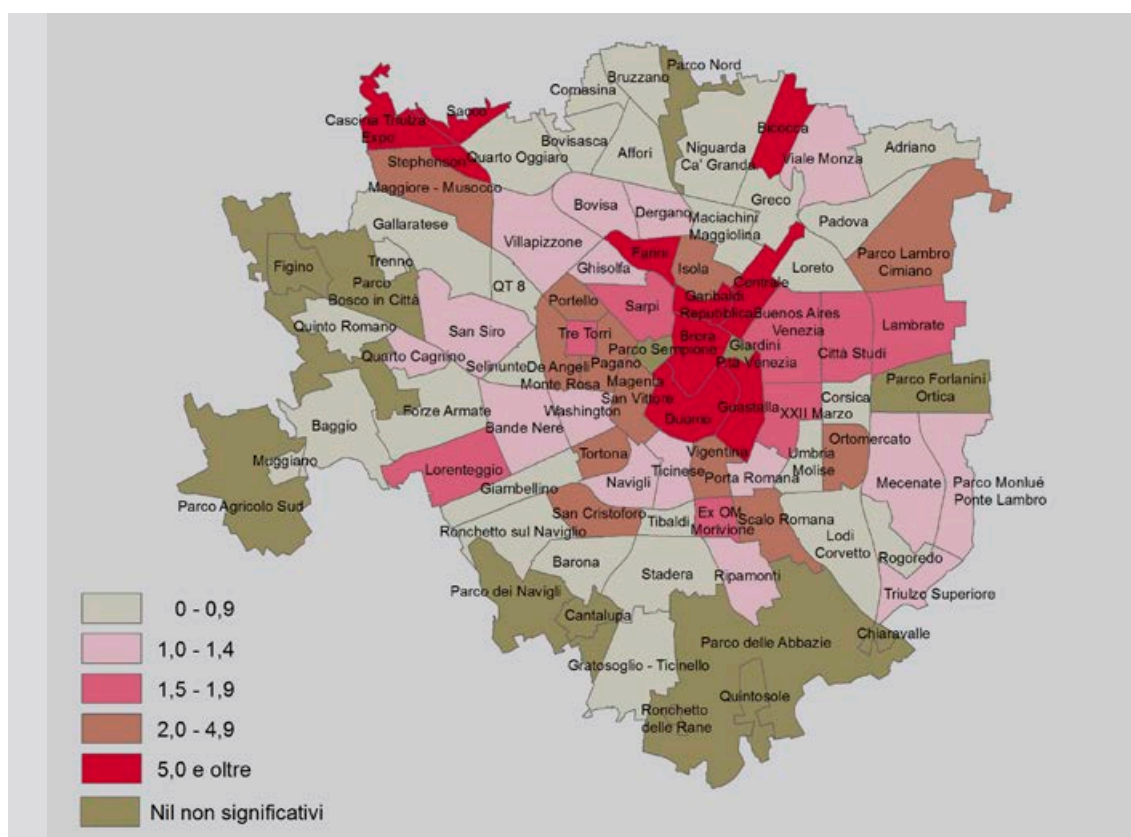 Parco Nord
Bruzzano
Comasina
Sacco
Cascina Triulza
Expo
Bicocca
Bovisasca
Affori
Niguarda
Ca' Granda
Viale Monza
Adriano
Stephenson
Quarto Oggiaro
Maggiore - Musocco
Greco
Bovisa
Dergano
Maciachini
Maggiolina
Padova
Gallaratese
Villapizzone
Trenno
Farini
Ghisolfa
Isola
Loreto
Parco Lambro
Cimiano
Figino
Parco
Bosco in Città
QT 8
Centrale
Portello
Garibaldi
Repubblica
Sarpi
Buenos Aires
Venezia
Lambrate
Quinto Romano
San Siro
Tre Torri
Brera
Giardini
P.ta Venezia
Parco Sempione
Città Studi
Quarto Cagnino
Selinunte
De Angeli
Monte Rosa
Pagano
Magenta
San Vittore
Parco Forlanini
Ortica
Corsica
Forze Armate
Washington
Bande Nere
Duomo
Guastalla
XXII Marzo
Baggio
Ortomercato
Umbria
Molise
Muggiano
Lorenteggio
Tortona
Vigentina
Ticinese
Porta Romana
Giambellino
Navigli
Mecenate
Parco Monlué
Ponte Lambro
Parco Agricolo Sud
San Cristoforo
Tibaldi
Ex OM
Morivione
Scalo Romana
Ronchetto sul Naviglio
Lodi
Corvetto
Rogoredo
Barona
Stadera
Ripamonti
Parco dei Navigli
Triulzo Superiore
Cantalupa
Chiaravalle
Parco delle Abbazie
Gratosoglio - Ticinello
Quintosole
Ronchetto
delle Rane
0 - 0,9
1,0 - 1,4
1,5 - 1,9
2,0 - 4,9
5,0 e oltre
Nil non significativi